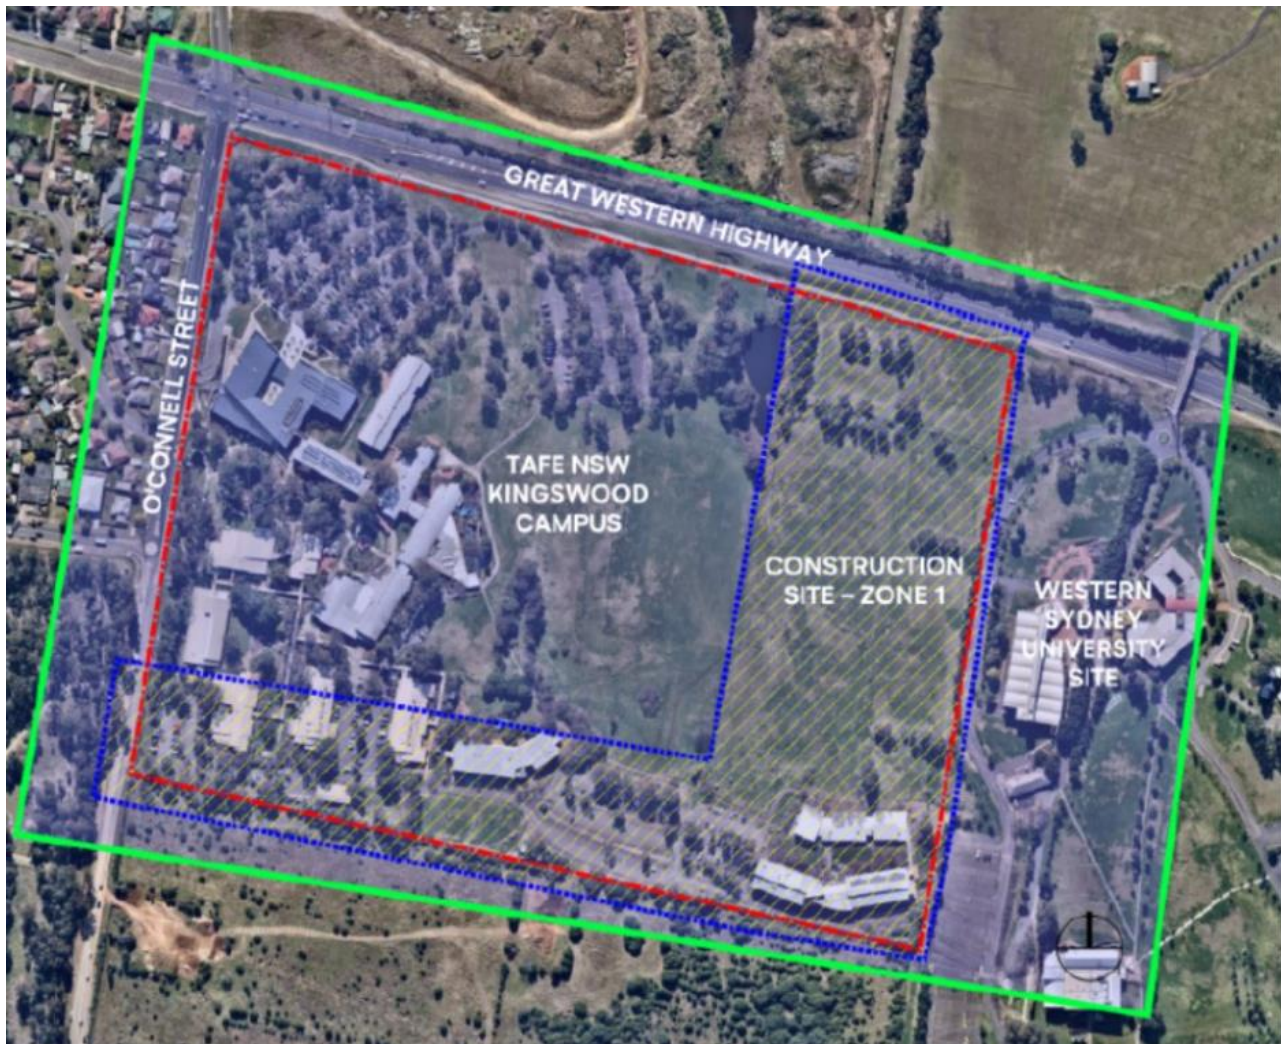 GREAT WESTERN HIGHWAY
O'CONNELL STREET
TAFE NSW
KINGSWOOD
CAMPUS
CONSTRUCTION
SITE – ZONE 1
WESTERN
SYDNEY
UNIVERSITY
SITE